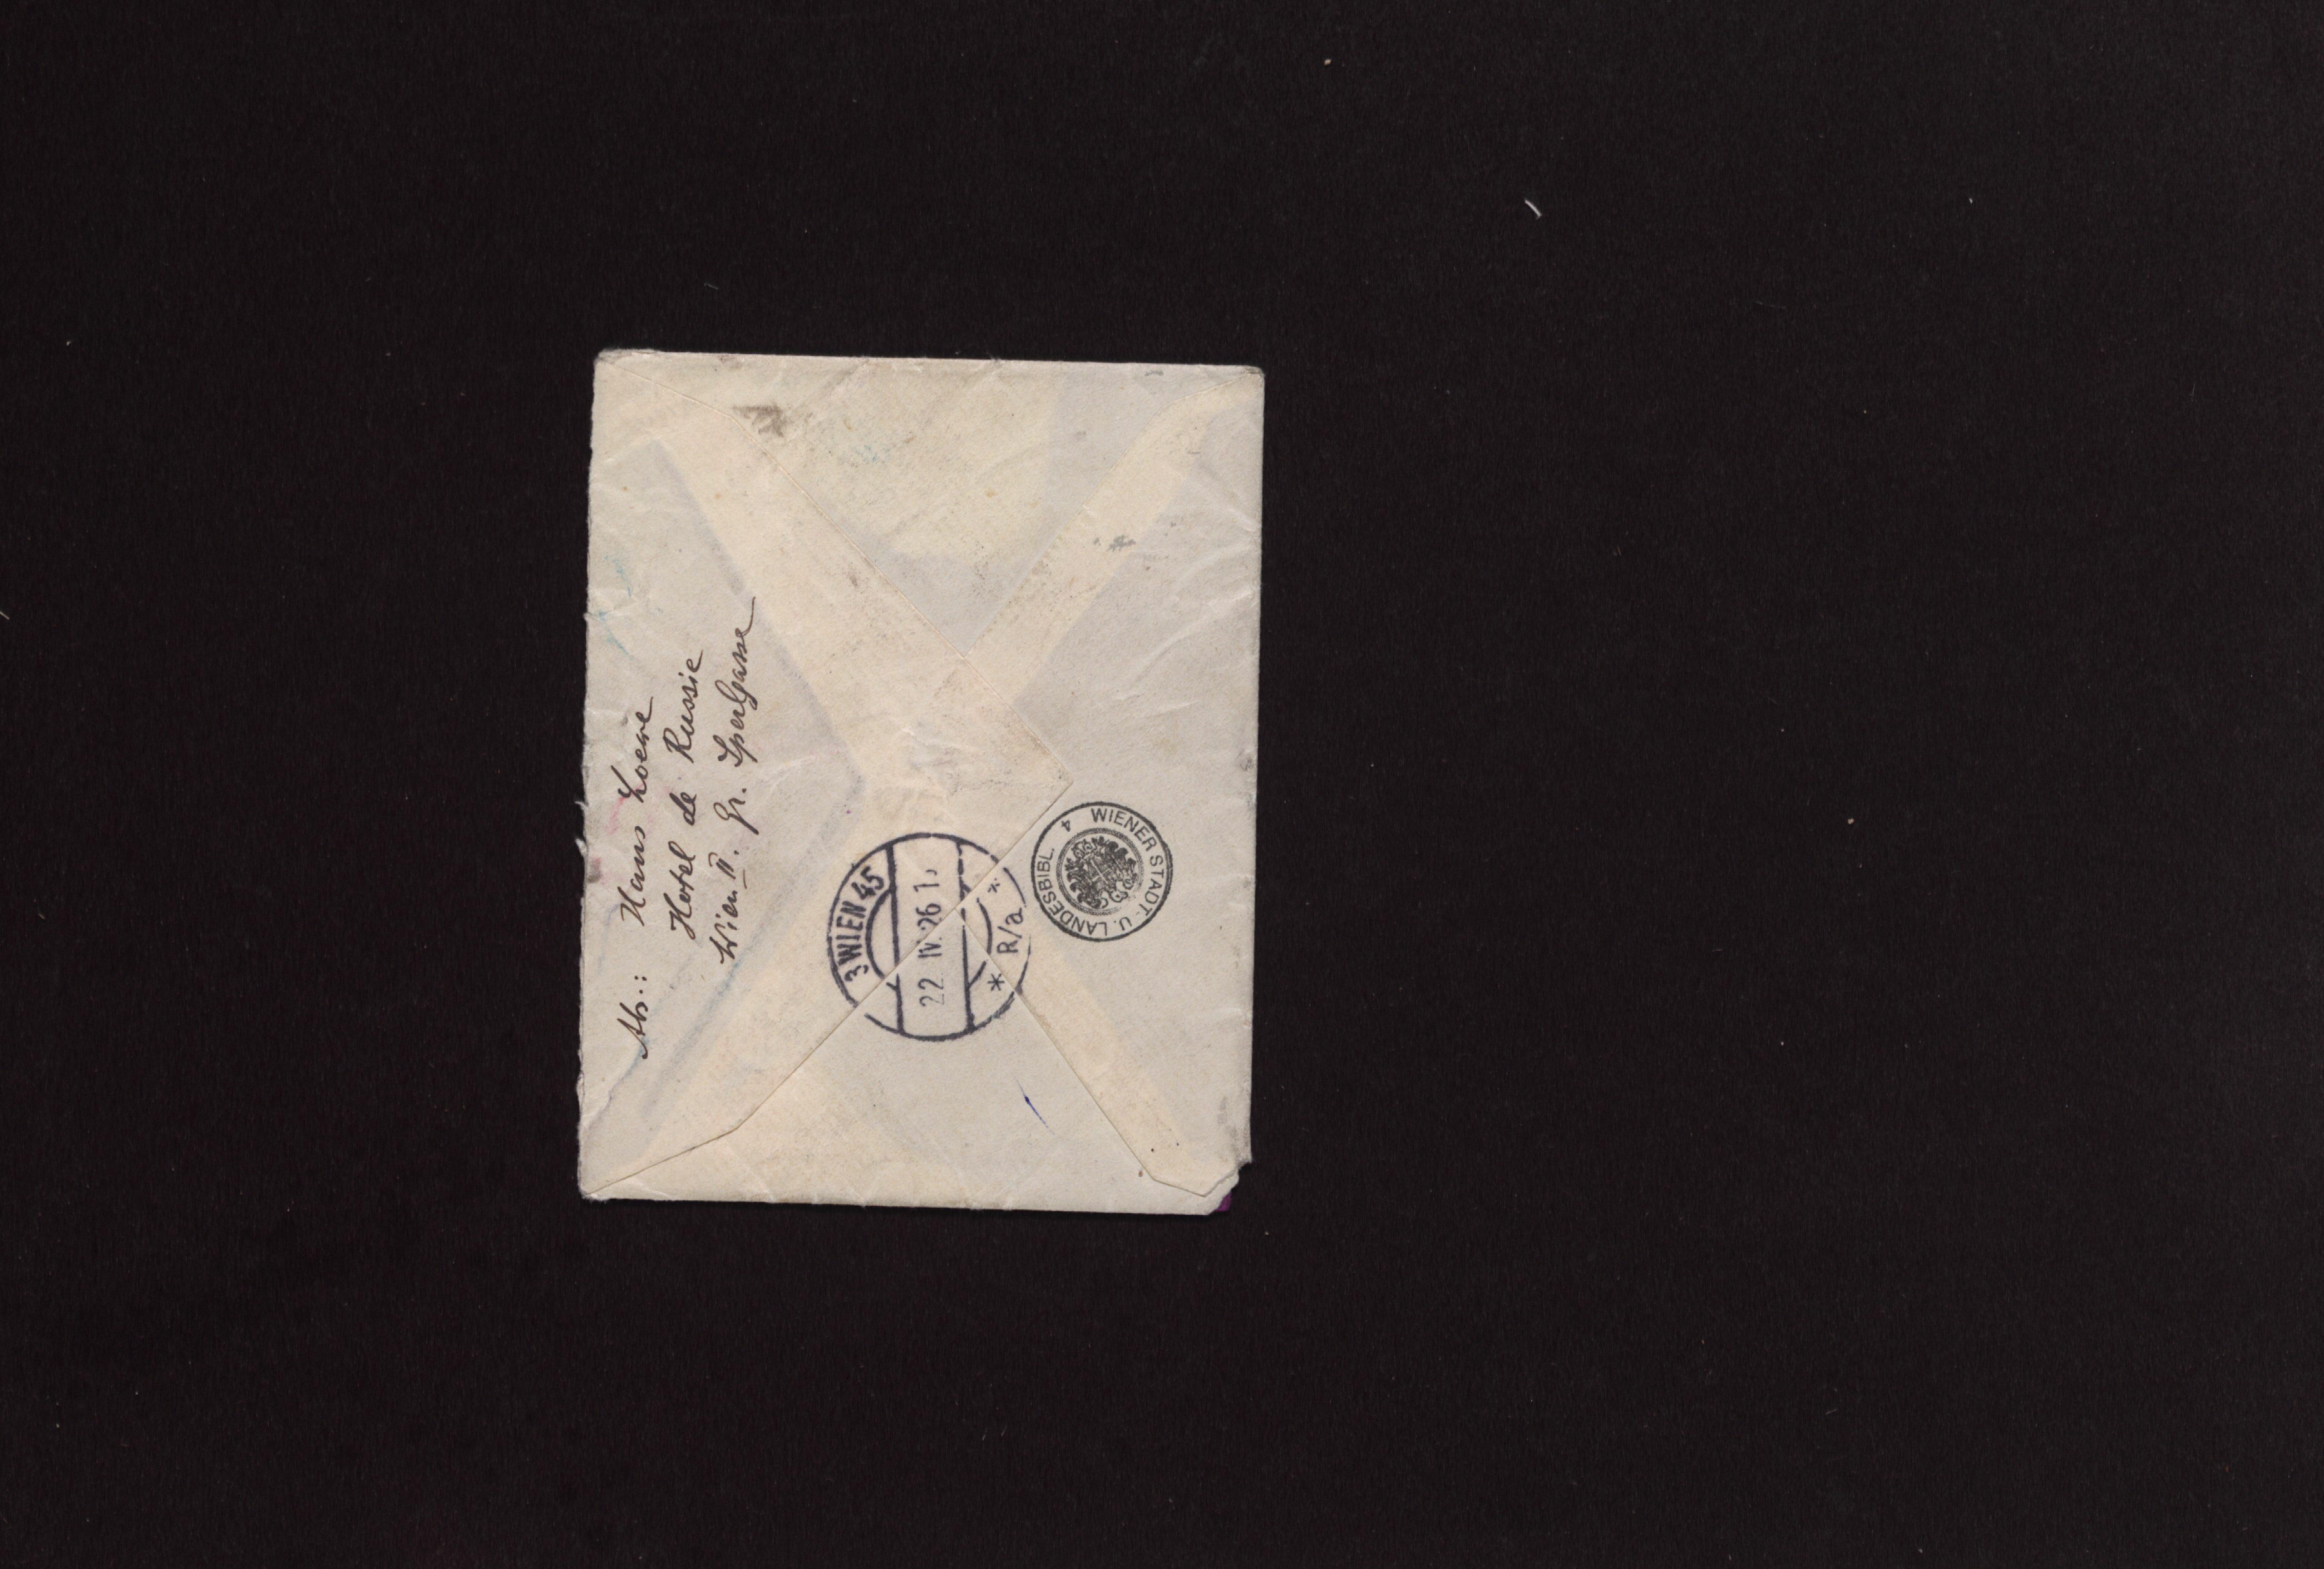 Ab.: Hans Loewe
Hotel de Russie
Wien II. Gr. Sperlgasse
3 WIEN 45
22 IV. 26 1
* R/a *
WIENER STADT- U. LANDESBIBL. 4